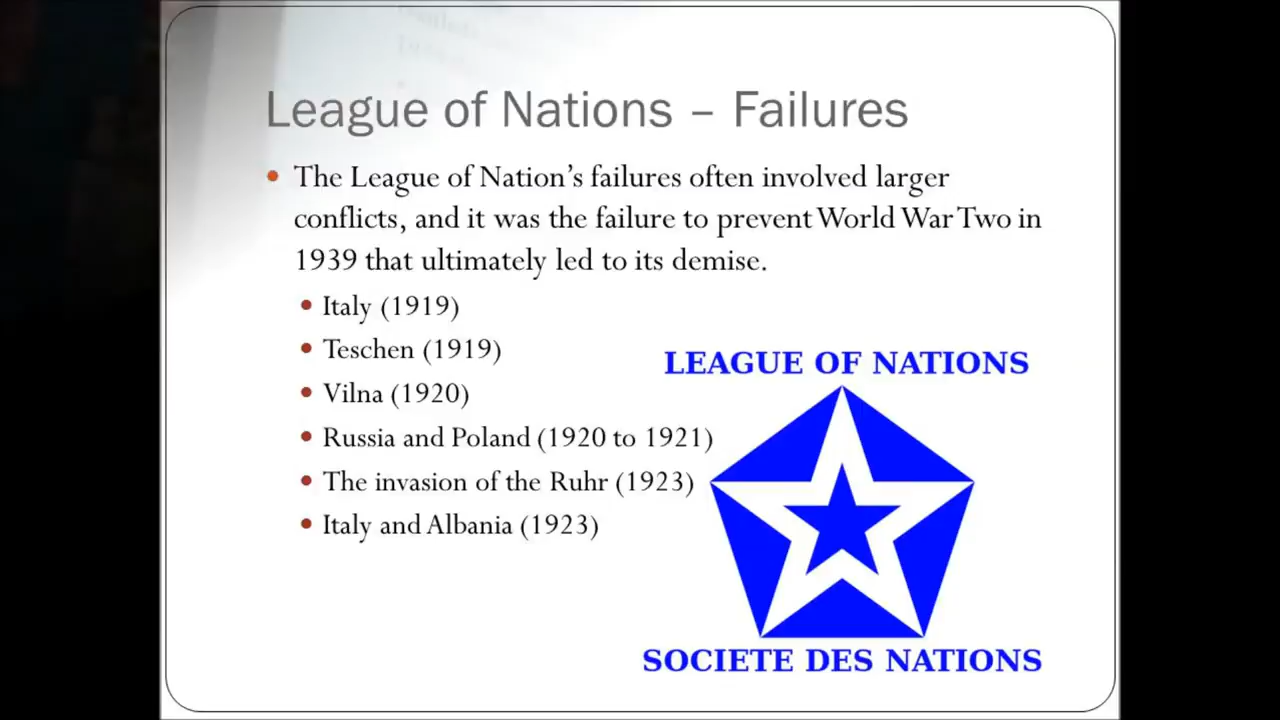 League of Nations – Failures
• The League of Nation’s failures often involved larger
conflicts, and it was the failure to prevent World War Two in
1939 that ultimately led to its demise.
• Italy (1919)
• Teschen (1919)
• Vilna (1920)
• Russia and Poland (1920 to 1921)
• The invasion of the Ruhr (1923)
• Italy and Albania (1923)
LEAGUE OF NATIONS
SOCIETE DES NATIONS